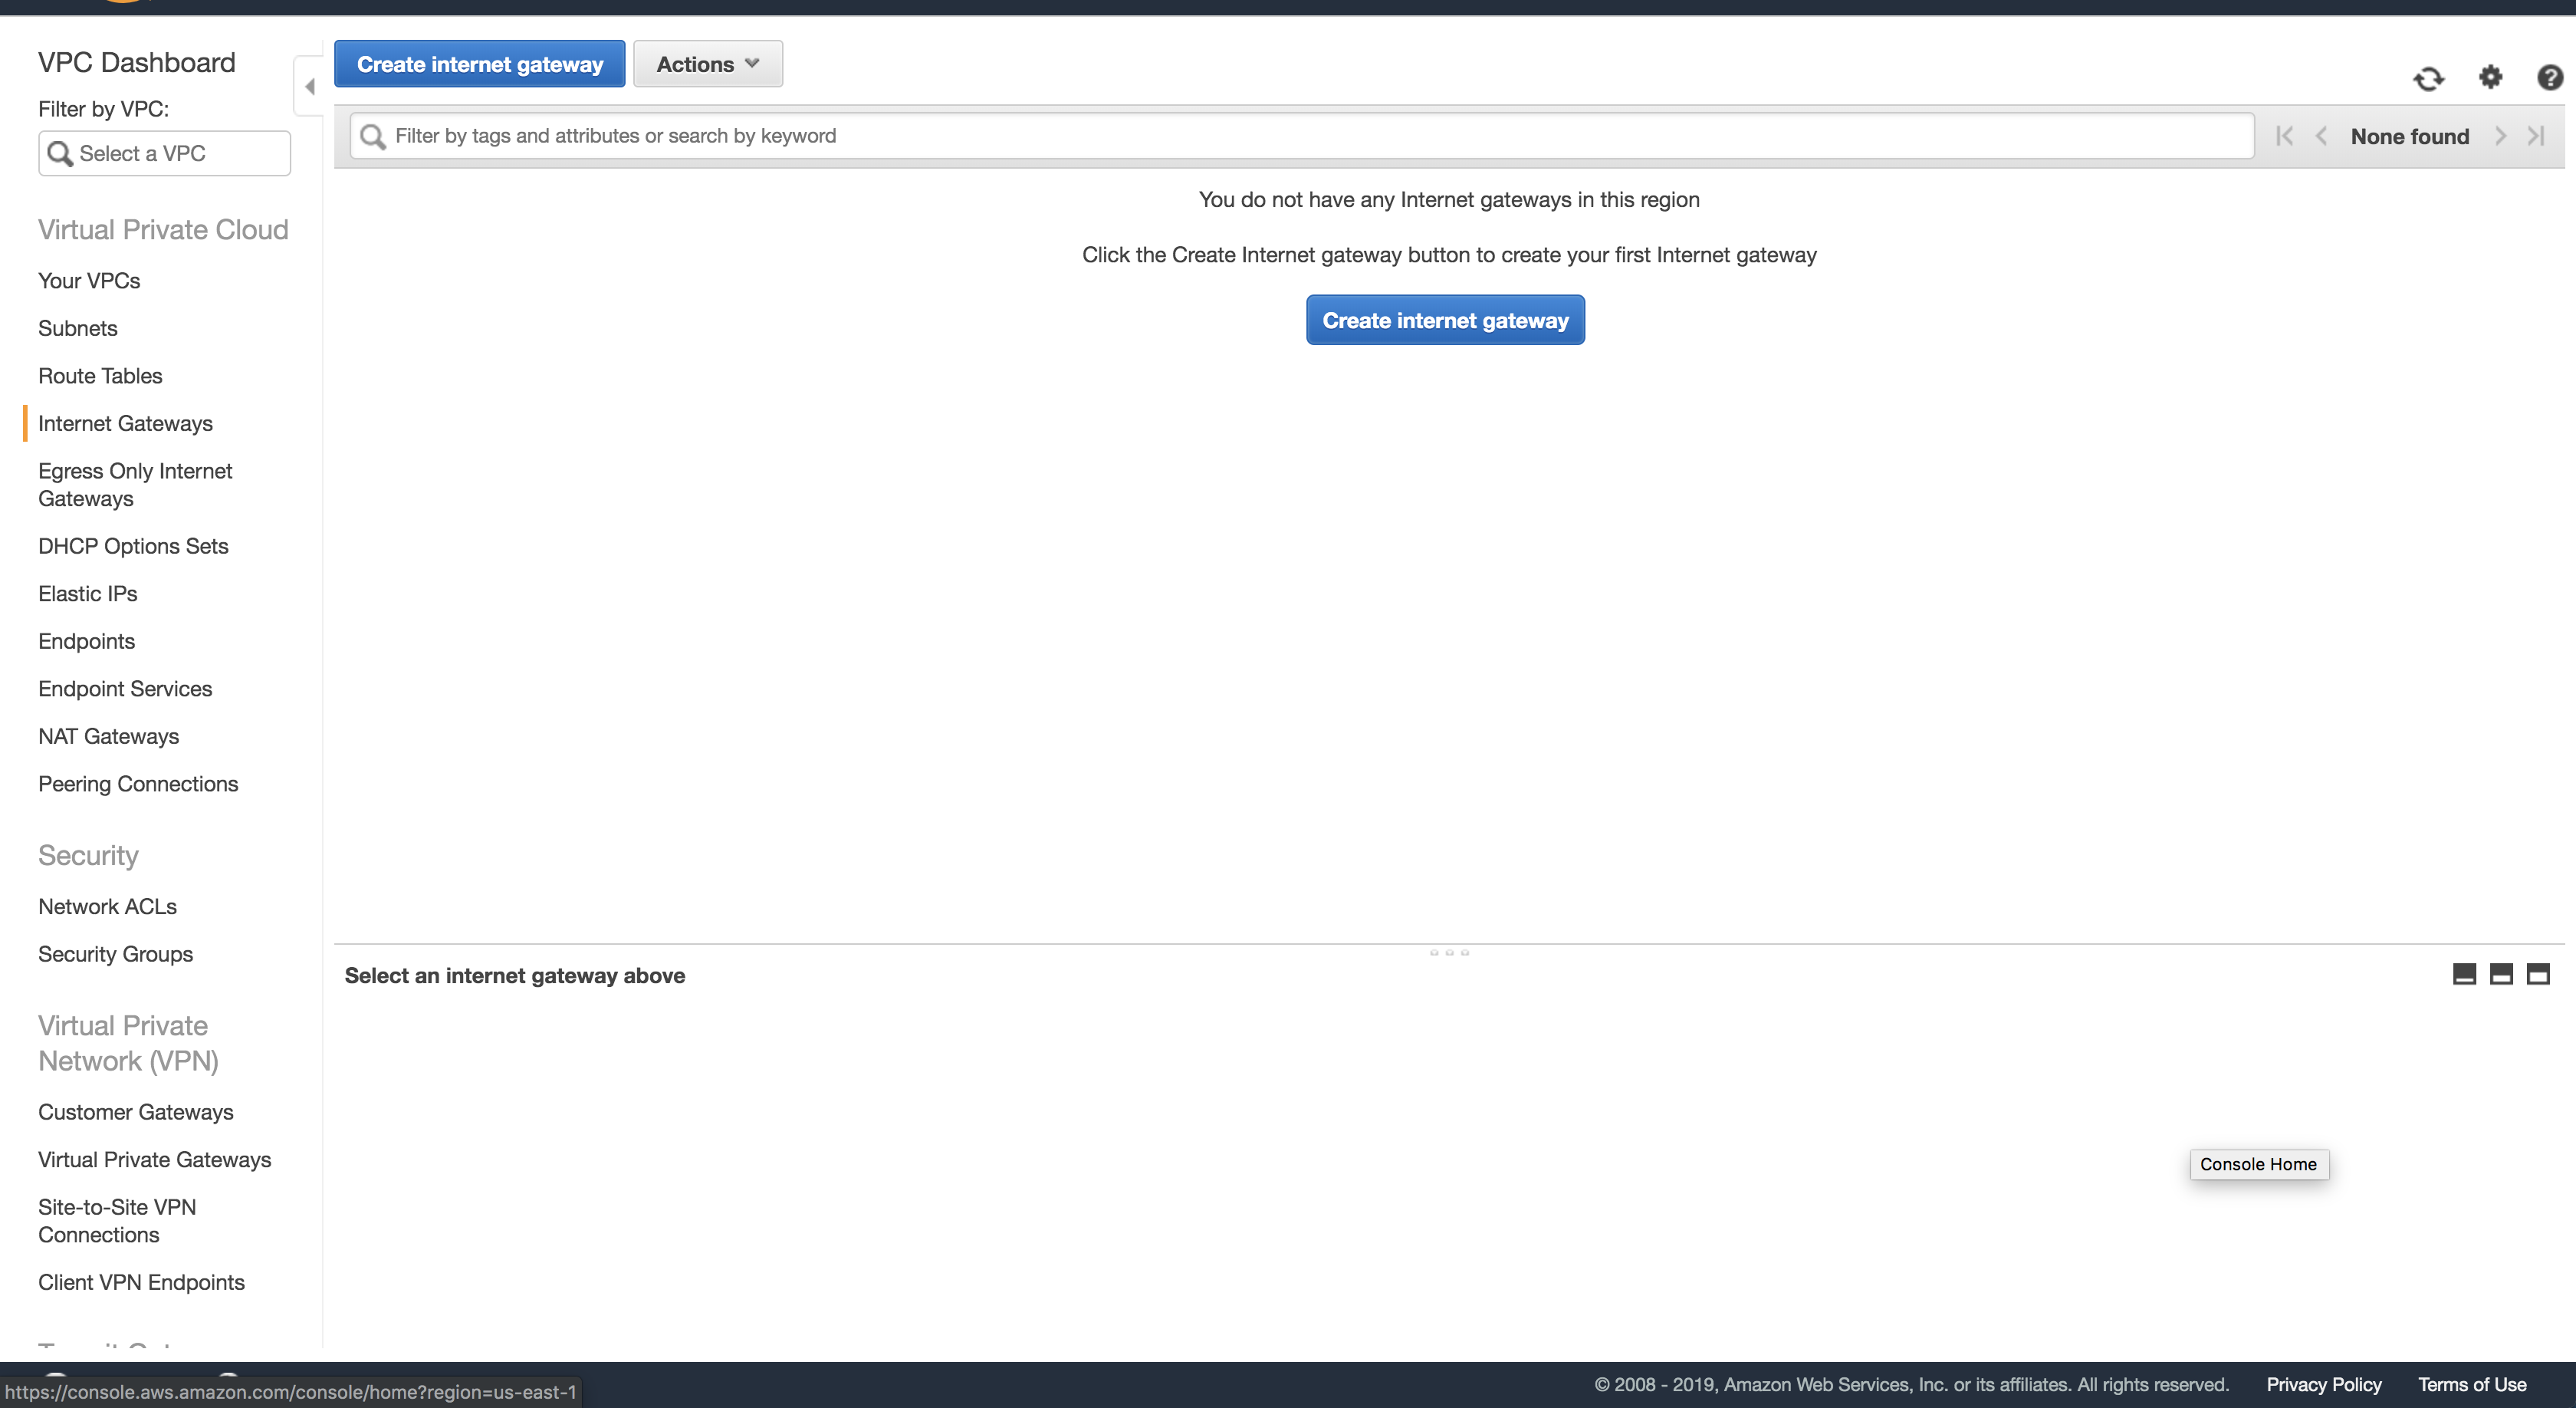 VPC Dashboard
Filter by VPC:
Select a VPC
Virtual Private Cloud
Your VPCs
Subnets
Route Tables
Internet Gateways
Egress Only Internet
Gateways
DHCP Options Sets
Elastic IPs
Endpoints
Endpoint Services
NAT Gateways
Peering Connections
Security
Network ACLs
Security Groups
Virtual Private
Network (VPN)
Customer Gateways
Virtual Private Gateways
Site-to-Site VPN
Connections
Client VPN Endpoints
Create internet gateway
Actions
Filter by tags and attributes or search by keyword
None found
You do not have any Internet gateways in this region
Click the Create Internet gateway button to create your first Internet gateway
Create internet gateway
Select an internet gateway above
Console Home
https://console.aws.amazon.com/console/home?region=us-east-1
© 2008 - 2019, Amazon Web Services, Inc. or its affiliates. All rights reserved.
Privacy Policy
Terms of Use